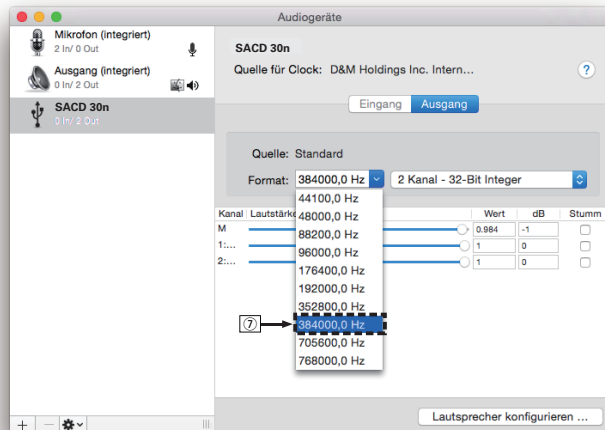 Audiogeräte
Mikrofon (integriert)
2 In/ 0 Out
Ausgang (integriert)
0 In/ 2 Out
SACD 30n
0 In/ 2 Out
SACD 30n
Quelle für Clock: D&M Holdings Inc. Intern...
?
Eingang Ausgang
Quelle: Standard
Format: 384000,0 Hz 2 Kanal - 32-Bit Integer
44100,0 Hz
48000,0 Hz
88200,0 Hz
96000,0 Hz
176400,0 Hz
192000,0 Hz
352800,0 Hz
⑦ 384000,0 Hz
705600,0 Hz
768000,0 Hz
Kanal Lautstärke Wert dB Stumm
M 0.984 -1
1:... 1 0
2:... 1 0
Lautsprecher konfigurieren ...